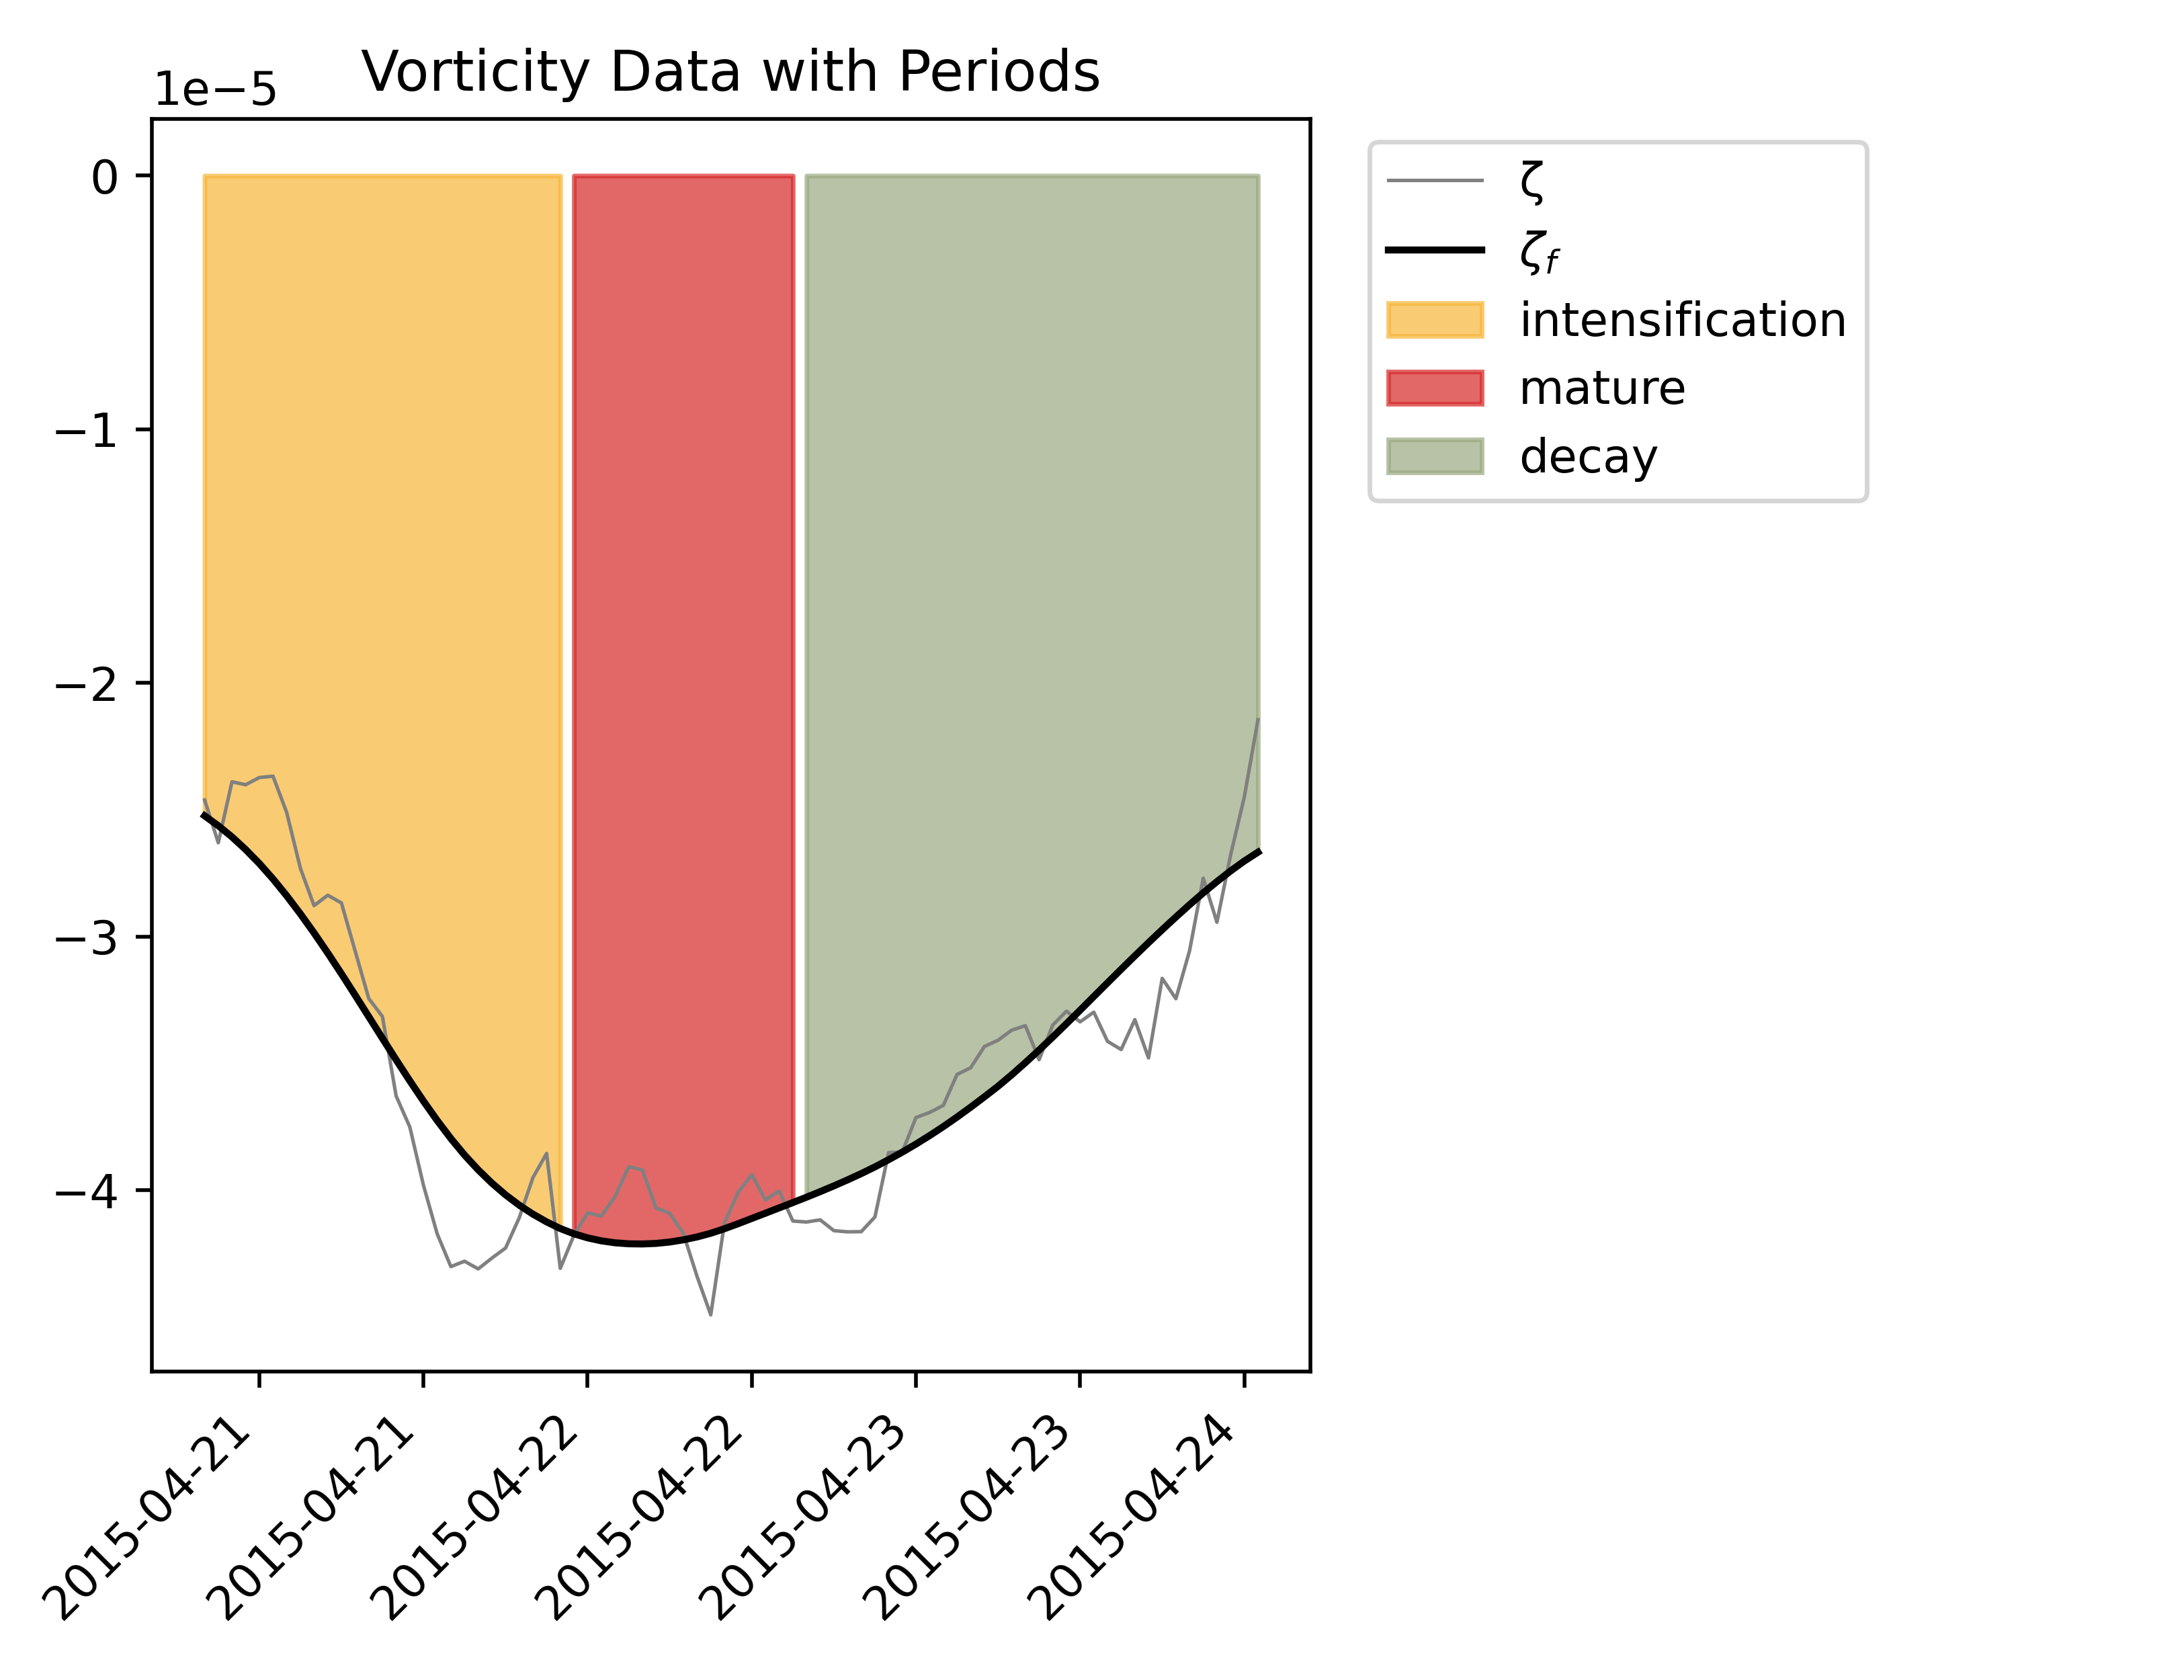 Vorticity Data with Periods
1e−5
0
−1
−2
−3
−4
2015-04-21
2015-04-21
2015-04-22
2015-04-22
2015-04-23
2015-04-23
2015-04-24
ζ
ζf
intensification
mature
decay